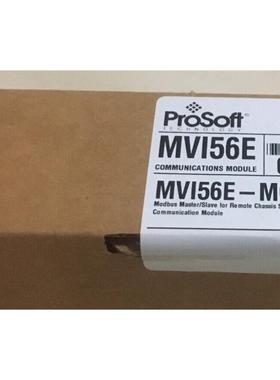 ProSoft
TECHNOLOGY
MVI56E
COMMUNICATIONS MODULE
MVI56E-M
Modbus Master/Slave for Remote Chassis S
Communication Module